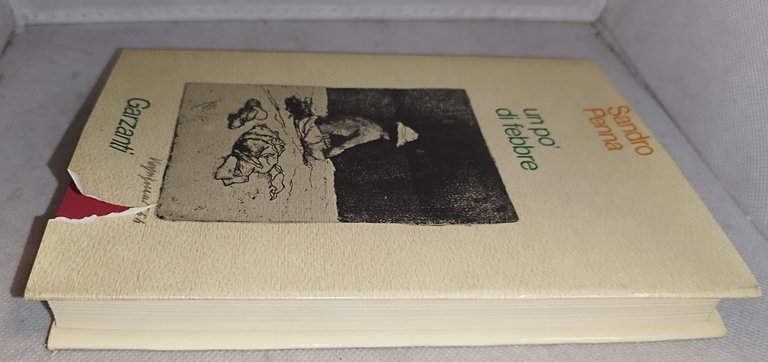 Sandro
Penna
un po'
di febbre
Garzanti